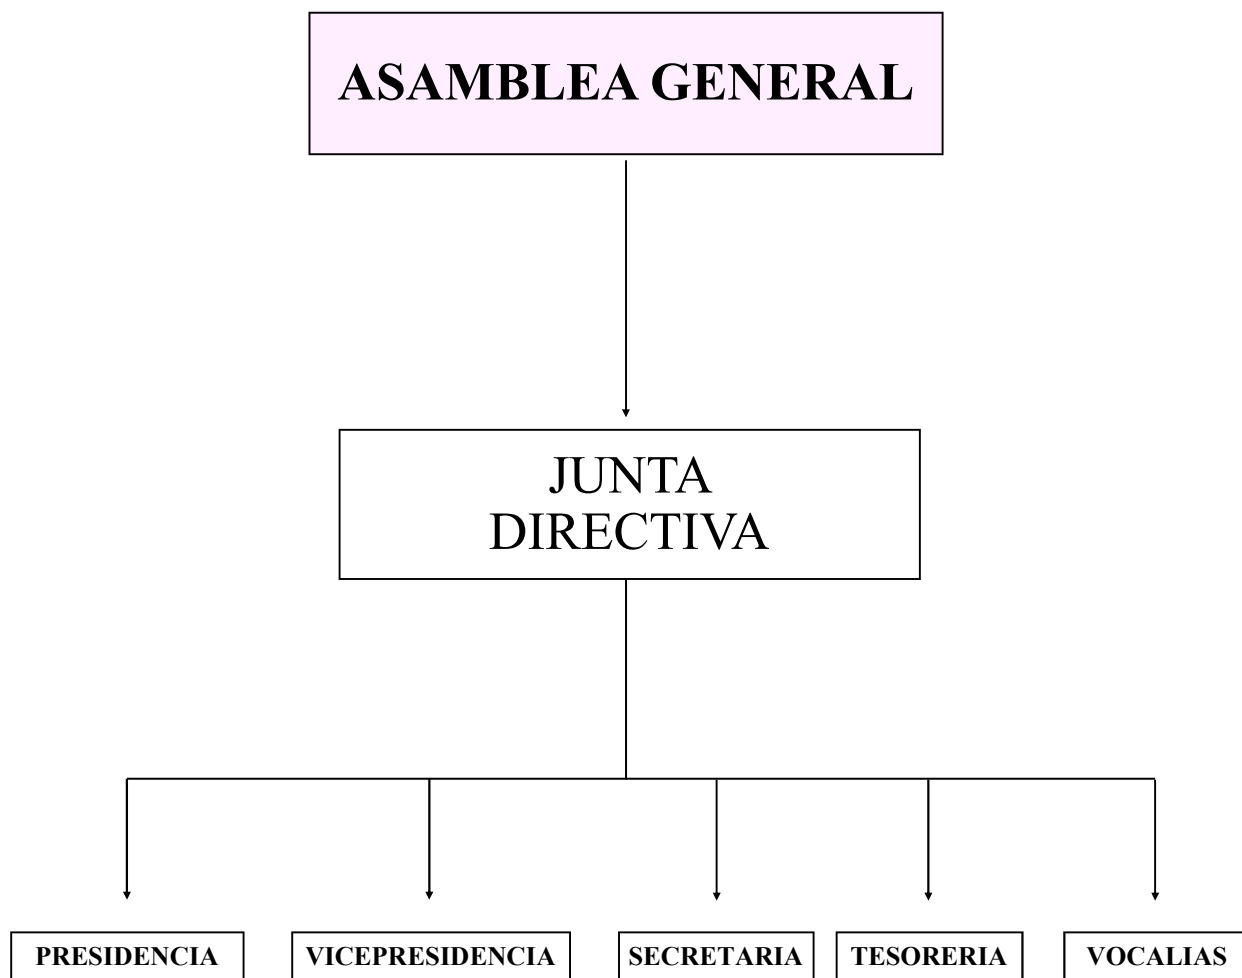 ASAMBLEA GENERAL
JUNTA
DIRECTIVA
PRESIDENCIA
VICEPRESIDENCIA
SECRETARIA
TESORERIA
VOCALIAS